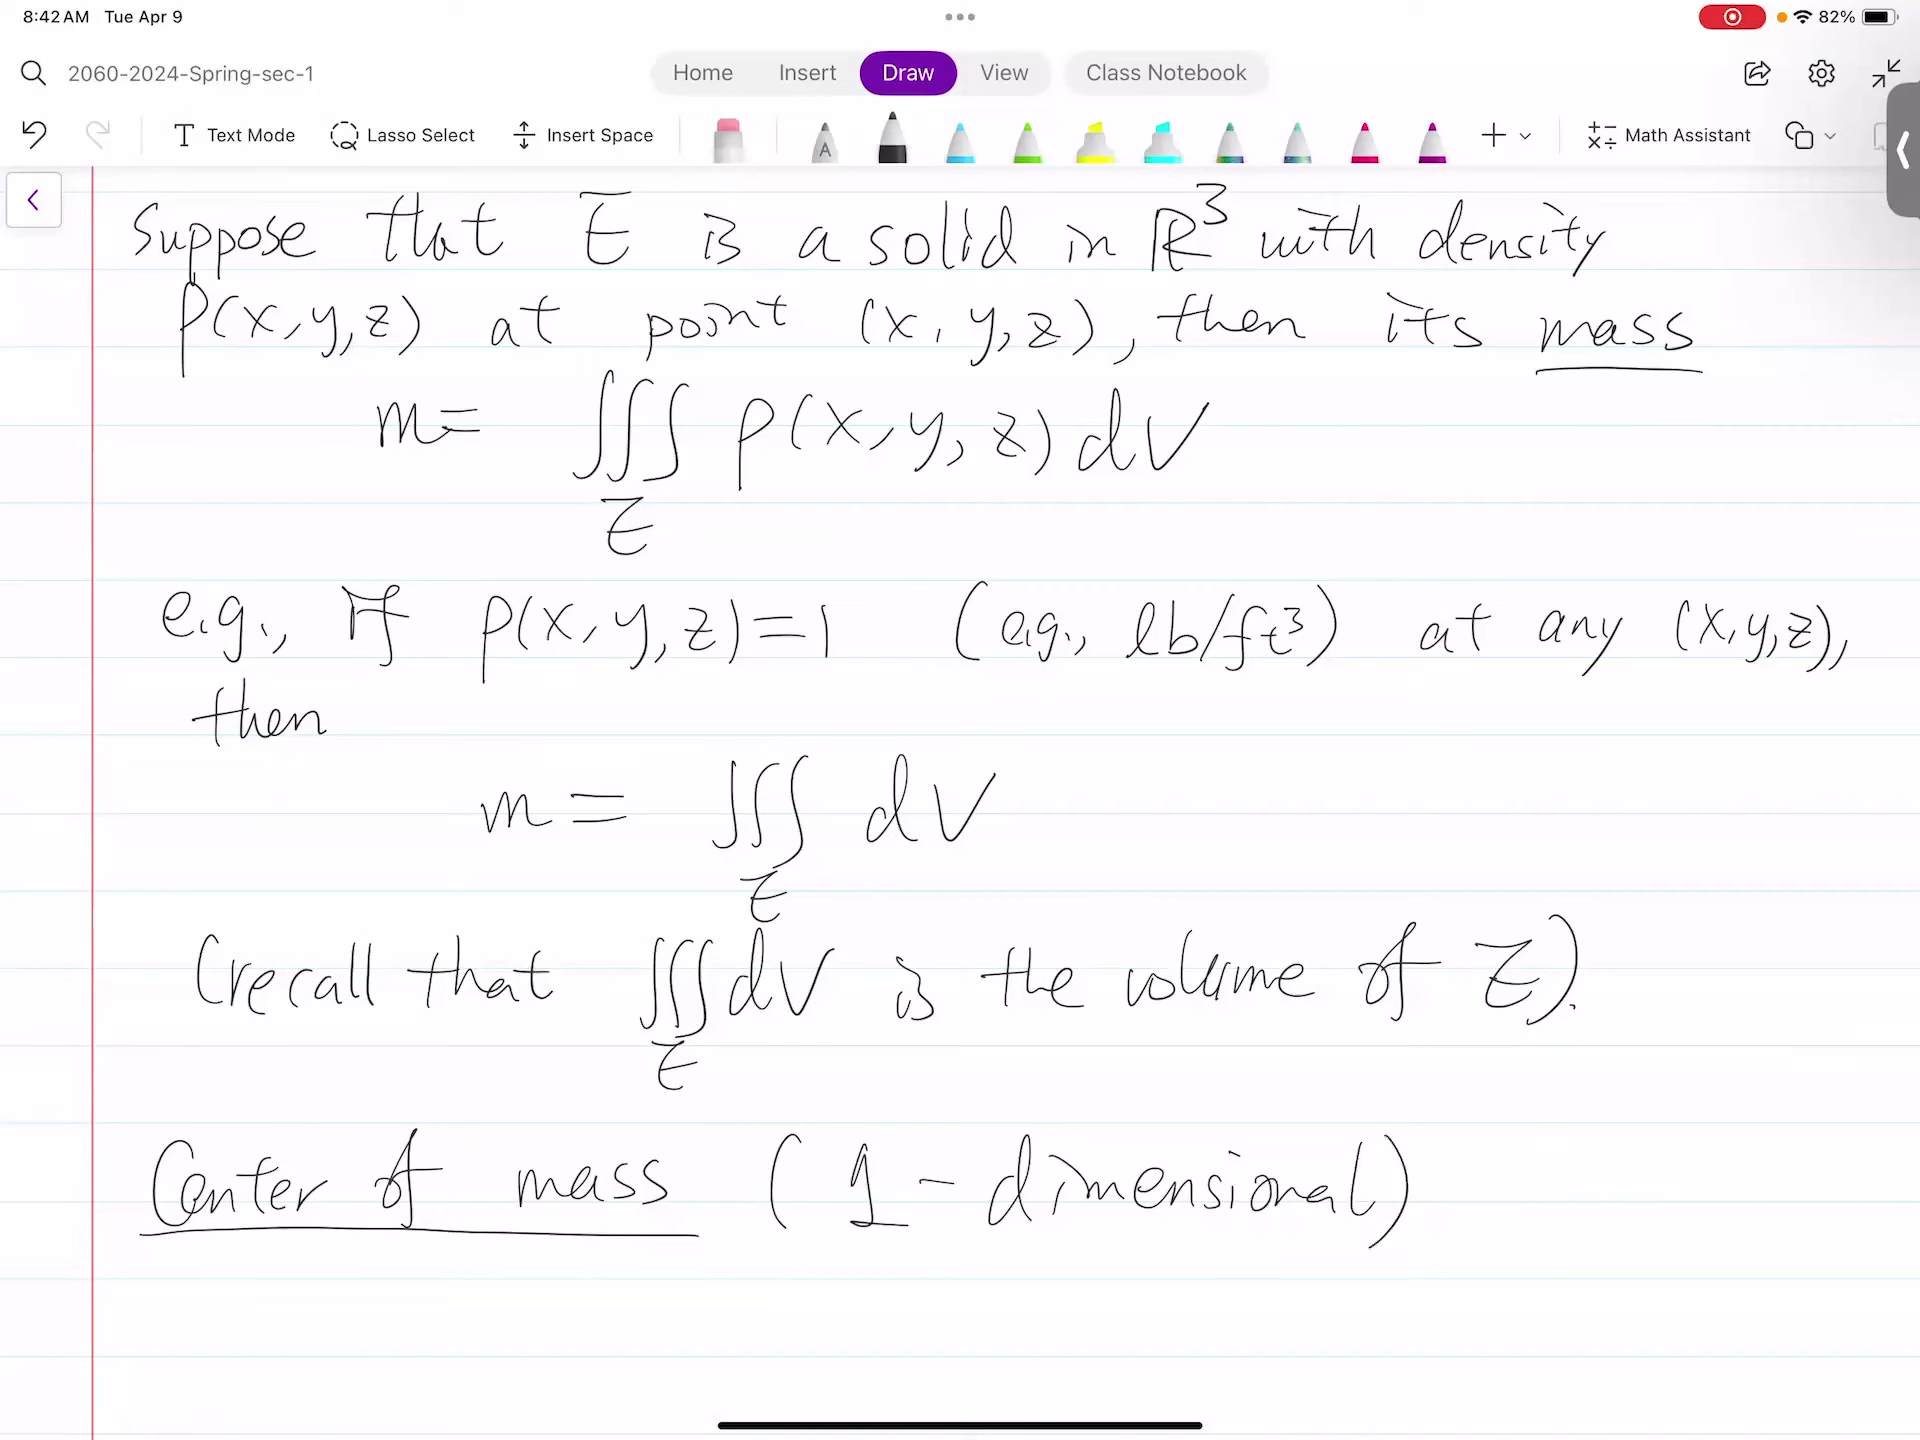 8:42 AM Tue Apr 9 82%
2060-2024-Spring-sec-1 Home Insert Draw View Class Notebook
Text Mode Lasso Select Insert Space A Math Assistant
Suppose that E is a solid in ℝ³ with density
ρ(x,y,z) at point (x,y,z), then its mass
m= ∭ ρ(x,y,z) dV
E
e.g., If ρ(x,y,z)=1 (e.g., lb/ft³) at any (x,y,z),
then
m = ∭ dV
E
(recall that ∭ dV is the volume of E).
E
Center of mass (1-dimensional)